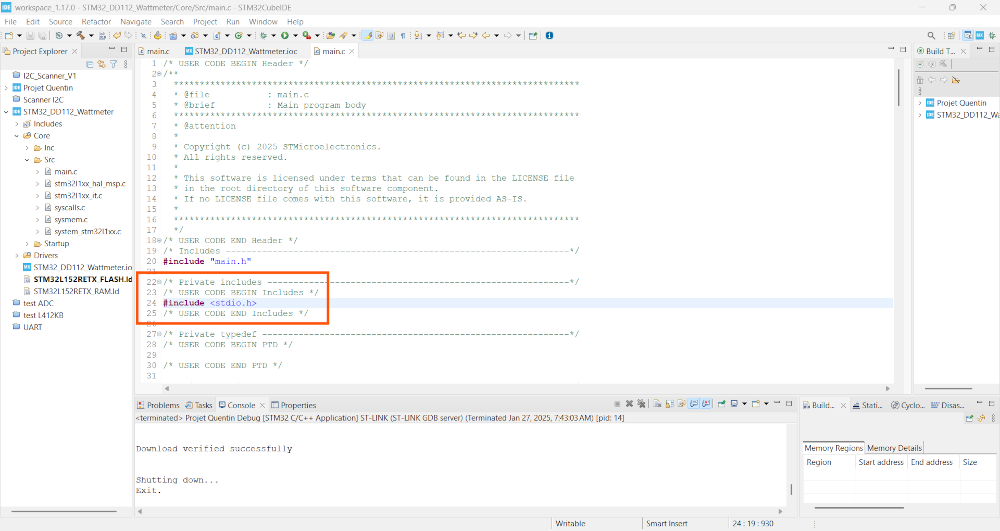 workspace_1.17.0 - STM32_DD112_Wattmeter/Core/Src/main.c - STM32CubeIDE
File Edit Source Refactor Navigate Search Project Run Window Help
Project Explorer
I2C_Scanner_V1
Projet Quentin
Scanner I2C
STM32_DD112_Wattmeter
Includes
Core
Inc
Src
main.c
stm32l1xx_hal_msp.c
stm32l1xx_it.c
syscalls.c
sysmem.c
system_stm32l1xx.c
Startup
Drivers
STM32_DD112_Wattmeter.io
STM32L152RETX_FLASH.ld
STM32L152RETX_RAM.ld
test ADC
test L412KB
UART
main.c STM32_DD112_Wattmeter.ioc main.c
1 /* USER CODE BEGIN Header */
2 /**
3 ******************************************************************************
4 * @file : main.c
5 * @brief : Main program body
6 ******************************************************************************
7 * @attention
8 *
9 * Copyright (c) 2025 STMicroelectronics.
10 * All rights reserved.
11 *
12 * This software is licensed under terms that can be found in the LICENSE file
13 * in the root directory of this software component.
14 * If no LICENSE file comes with this software, it is provided AS-IS.
15 *
16 ******************************************************************************
17 */
18 /* USER CODE END Header */
19 /* Includes ------------------------------------------------------------------*/
20 #include "main.h"
21
22 /* Private includes ----------------------------------------------------------*/
23 /* USER CODE BEGIN Includes */
24 #include <stdio.h>
25 /* USER CODE END Includes */
26
27 /* Private typedef -----------------------------------------------------------*/
28 /* USER CODE BEGIN PTD */
29
30 /* USER CODE END PTD */
31
Build T...
Projet Quentin
STM32_DD112_Wa
Problems Tasks Console Properties
<terminated> Projet Quentin Debug [STM32 C/C++ Application] ST-LINK (ST-LINK GDB server) (Terminated Jan 27, 2025, 7:43:03 AM) [pid: 14]
Download verified successfully
Shutting down...
Exit.
Build... Stati... Cyclo... Disas...
Memory Regions Memory Details
Region Start address End address Size
Writable Smart Insert 24 : 19 : 930